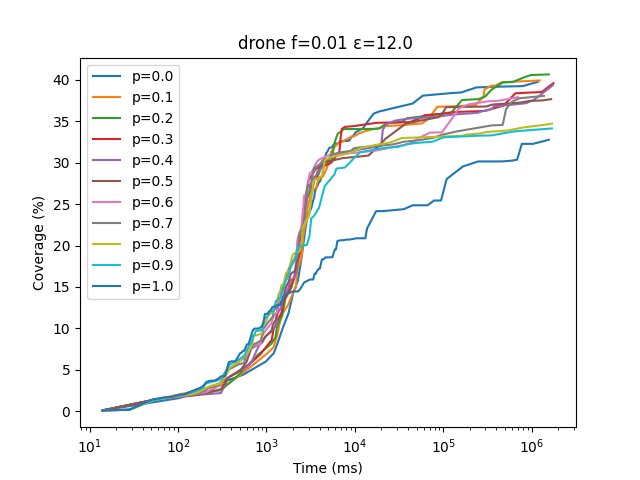 drone f=0.01 ε=12.0
Coverage (%)
40
35
30
25
20
15
10
5
0
p=0.0
p=0.1
p=0.2
p=0.3
p=0.4
p=0.5
p=0.6
p=0.7
p=0.8
p=0.9
p=1.0
10¹ 10² 10³ 10⁴ 10⁵ 10⁶
Time (ms)